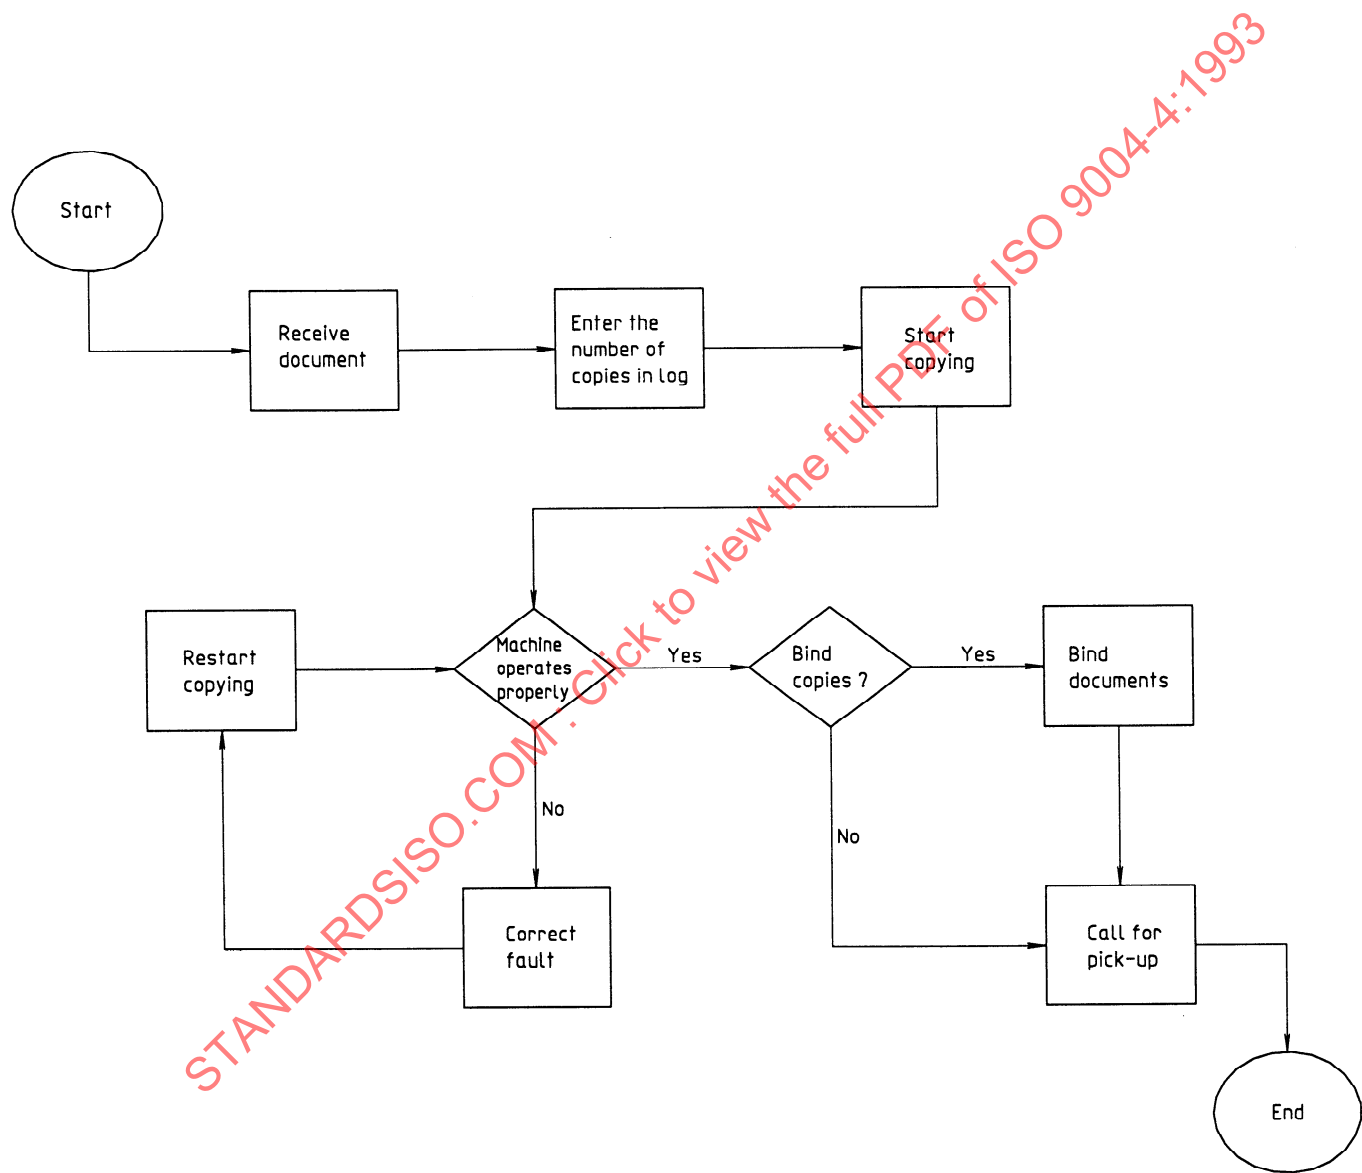 Start
Receive
document
Enter the
number of
copies in log
Start
copying
Restart
copying
Machine
operates
properly
Yes
Bind
copies ?
Yes
Bind
documents
No
No
Correct
fault
Call for
pick-up
End
STANDARDSISO.COM : Click to view the full PDF of ISO 9004-4:1993